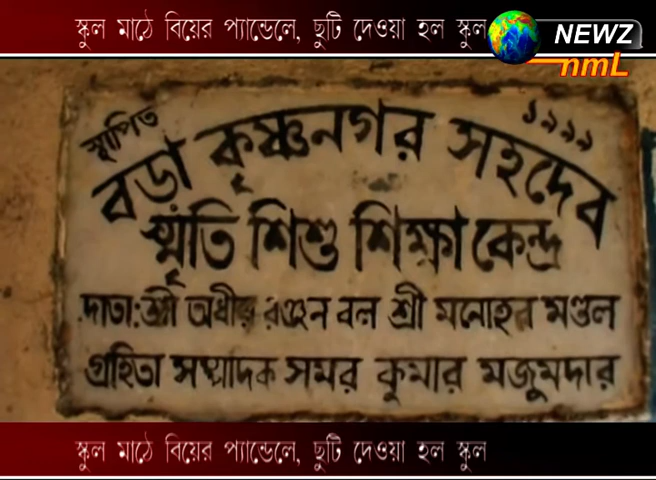 স্কুল মাঠে বিয়ের প্যান্ডেলে, ছুটি দেওয়া হল স্কুল
NEWZ
nmL
স্থাপিত ১৯৯৯
বড়া কৃষ্ণনগর সহদেব
স্মৃতি শিশু শিক্ষা কেন্দ্র
দাতা:শ্রী অধীর রঞ্জন বল শ্রী মনোহর মণ্ডল
গ্রহিতা সম্পাদক সমর কুমার মজুমদার
স্কুল মাঠে বিয়ের প্যান্ডেলে, ছুটি দেওয়া হল স্কুল